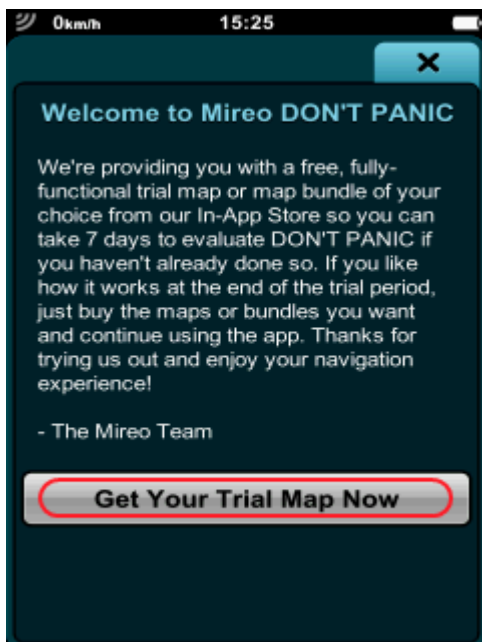 0km/h 15:25
Welcome to Mireo DON'T PANIC
We're providing you with a free, fully-
functional trial map or map bundle of your
choice from our In-App Store so you can
take 7 days to evaluate DON'T PANIC if
you haven't already done so. If you like
how it works at the end of the trial period,
just buy the maps or bundles you want
and continue using the app. Thanks for
trying us out and enjoy your navigation
experience!
- The Mireo Team
Get Your Trial Map Now